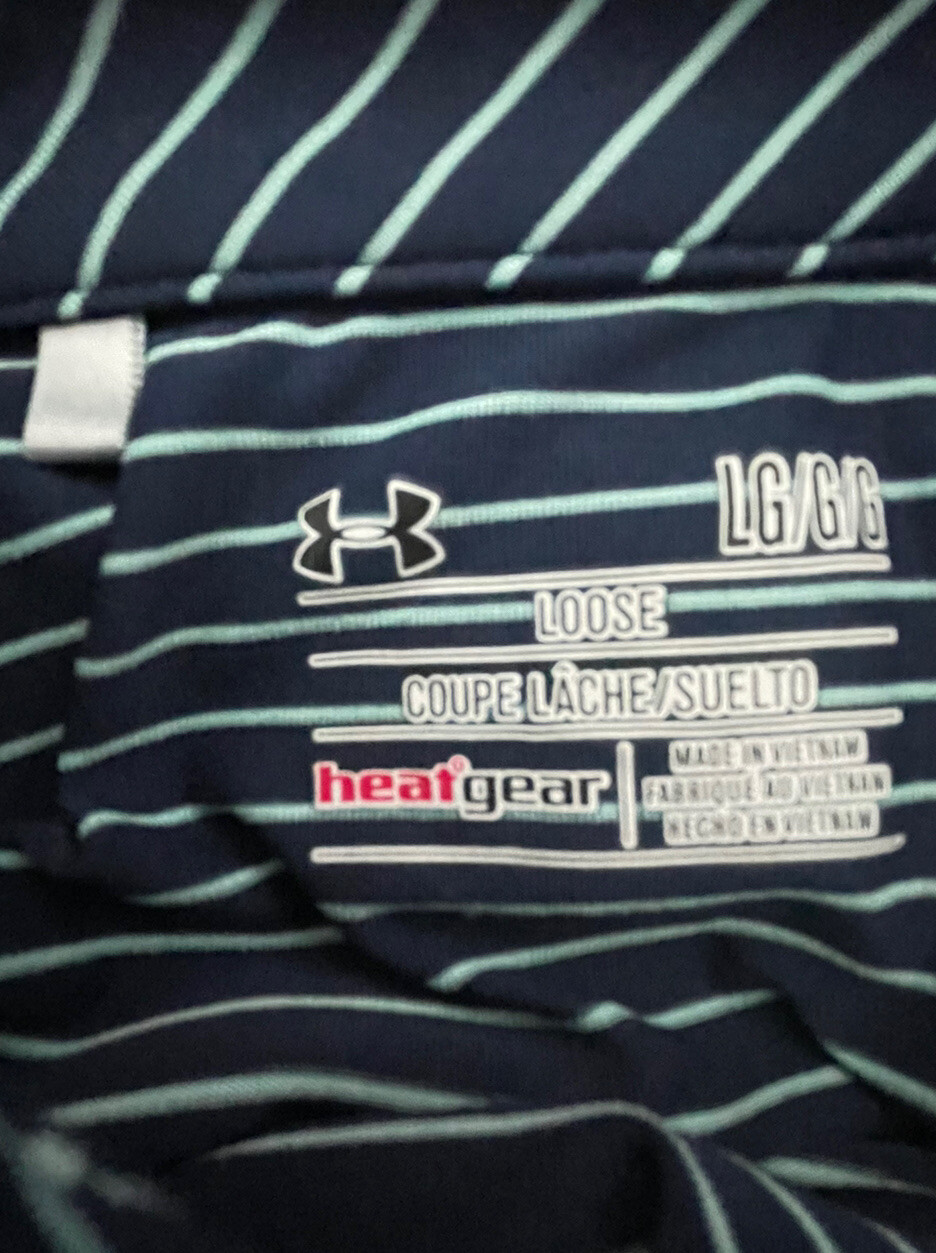 LG/G/G
LOOSE
COUPE LÂCHE/SUELTO
heatgear
MADE IN VIETNAM
FABRIQUÉ AU VIETNAM
HECHO EN VIETNAM